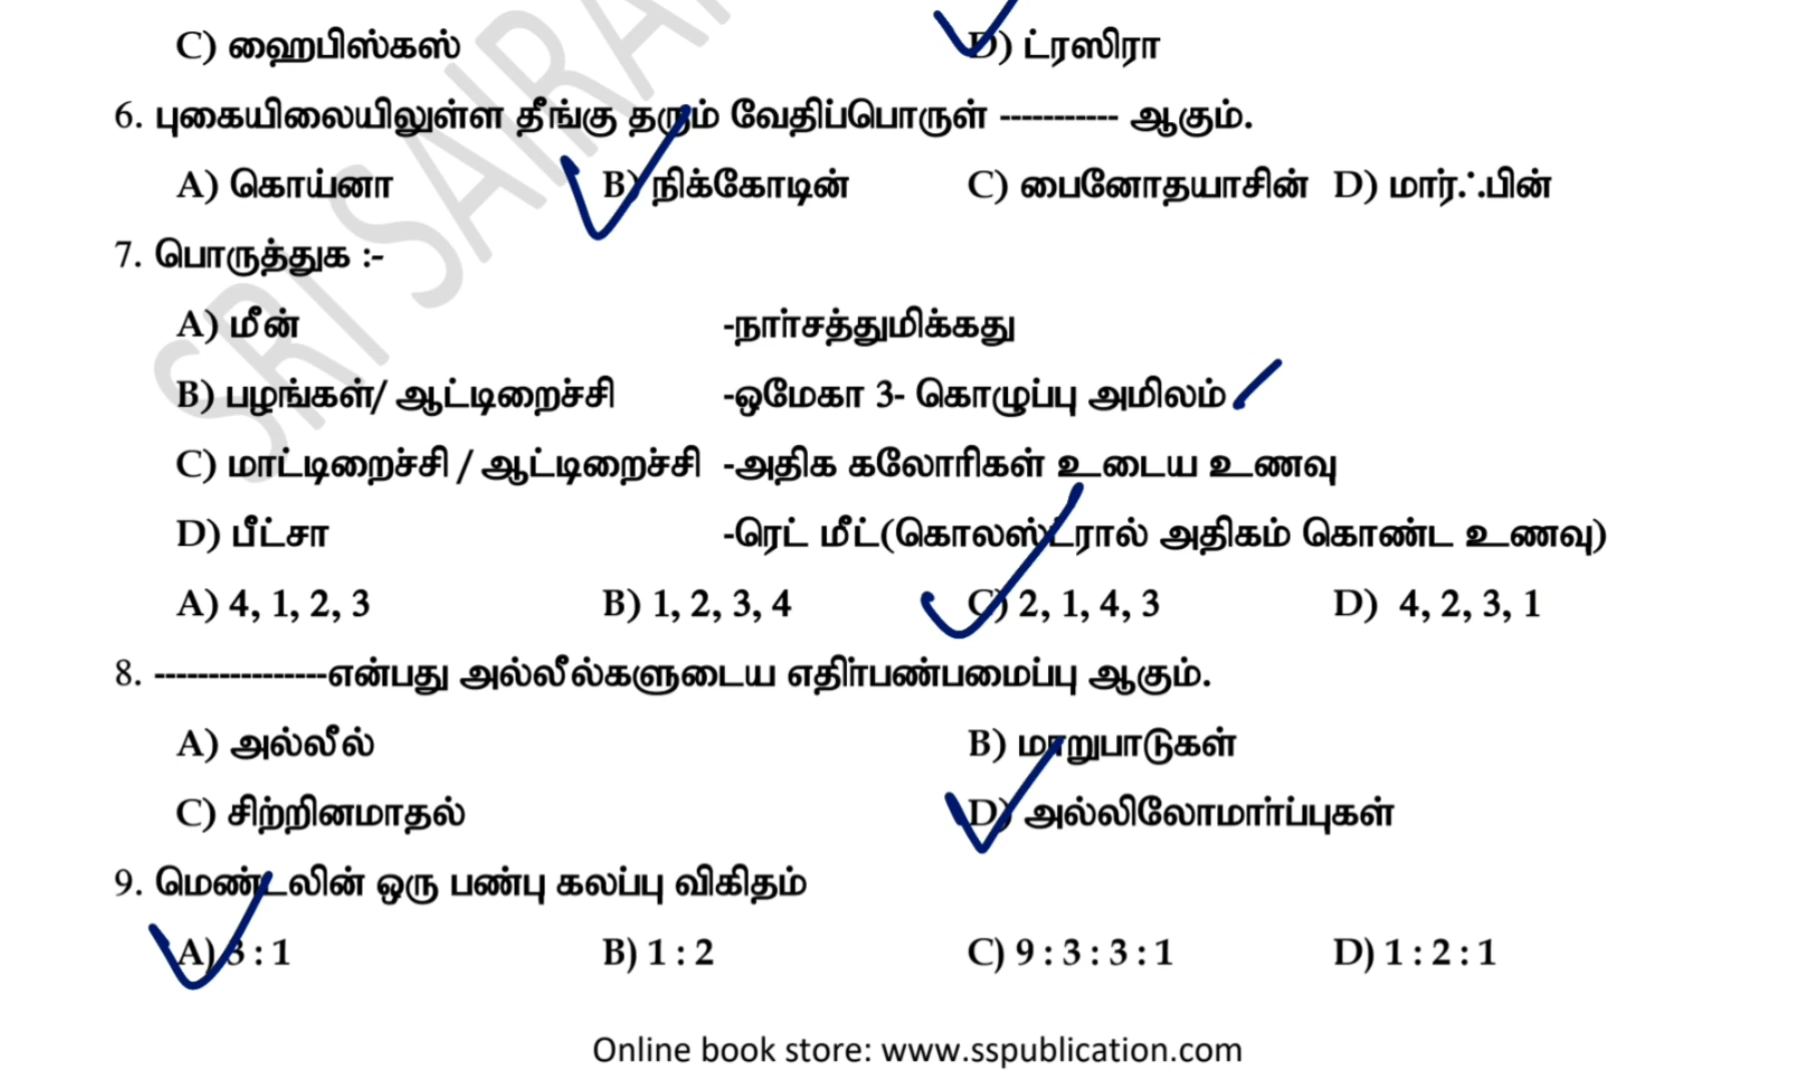 C) ஹைபிஸ்கஸ் D) ட்ரஸிரா
6. புகையிலையிலுள்ள தீங்கு தரும் வேதிப்பொருள் ----------- ஆகும்.
A) கொய்னா B) நிக்கோடின் C) பைனோதயாசின் D) மார்ஃபின்
7. பொருத்துக :-
A) மீன் -நார்சத்துமிக்கது
B) பழங்கள்/ ஆட்டிறைச்சி -ஒமேகா 3- கொழுப்பு அமிலம்
C) மாட்டிறைச்சி / ஆட்டிறைச்சி -அதிக கலோரிகள் உடைய உணவு
D) பீட்சா -ரெட் மீட்(கொலஸ்ட்ரால் அதிகம் கொண்ட உணவு)
A) 4, 1, 2, 3 B) 1, 2, 3, 4 C) 2, 1, 4, 3 D) 4, 2, 3, 1
8. ----------------என்பது அல்லீல்களுடைய எதிர்பண்பமைப்பு ஆகும்.
A) அல்லீல் B) மாறுபாடுகள்
C) சிற்றினமாதல் D) அல்லிலோமார்ப்புகள்
9. மெண்டலின் ஒரு பண்பு கலப்பு விகிதம்
A) 3 : 1 B) 1 : 2 C) 9 : 3 : 3 : 1 D) 1 : 2 : 1
Online book store: www.sspublication.com
SRI SAIRA